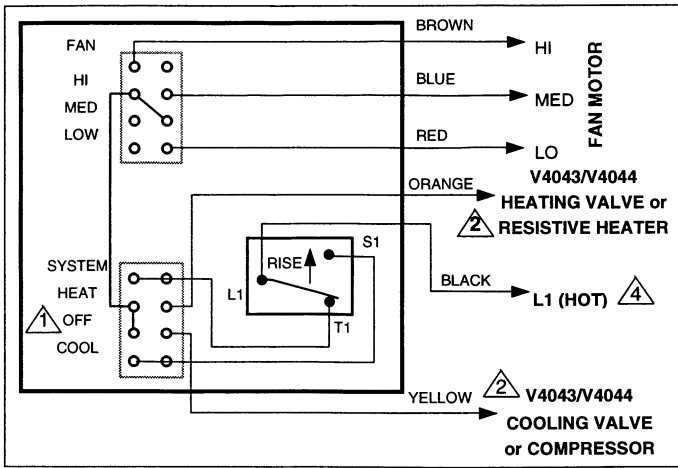 BROWN
FAN
HI
HI
BLUE
MED
MED
LOW
RED
LO
FAN MOTOR
V4043/V4044
ORANGE
HEATING VALVE or
2 RESISTIVE HEATER
S1
RISE
SYSTEM
BLACK
HEAT
L1
L1 (HOT) 4
1 OFF
T1
COOL
YELLOW
2 V4043/V4044
COOLING VALVE
or COMPRESSOR